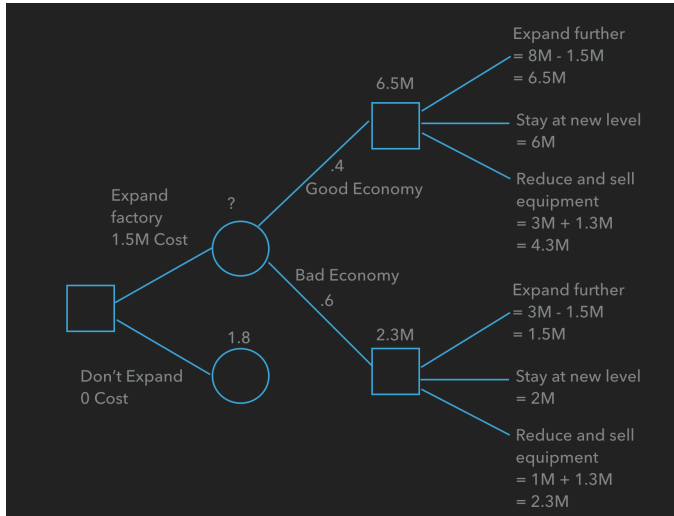 Expand further
= 8M - 1.5M
= 6.5M
6.5M
Stay at new level
= 6M
.4
Good Economy
Reduce and sell
equipment
= 3M + 1.3M
= 4.3M
Expand
factory
1.5M Cost
?
Bad Economy
.6
Expand further
= 3M - 1.5M
= 1.5M
2.3M
1.8
Don't Expand
0 Cost
Stay at new level
= 2M
Reduce and sell
equipment
= 1M + 1.3M
= 2.3M